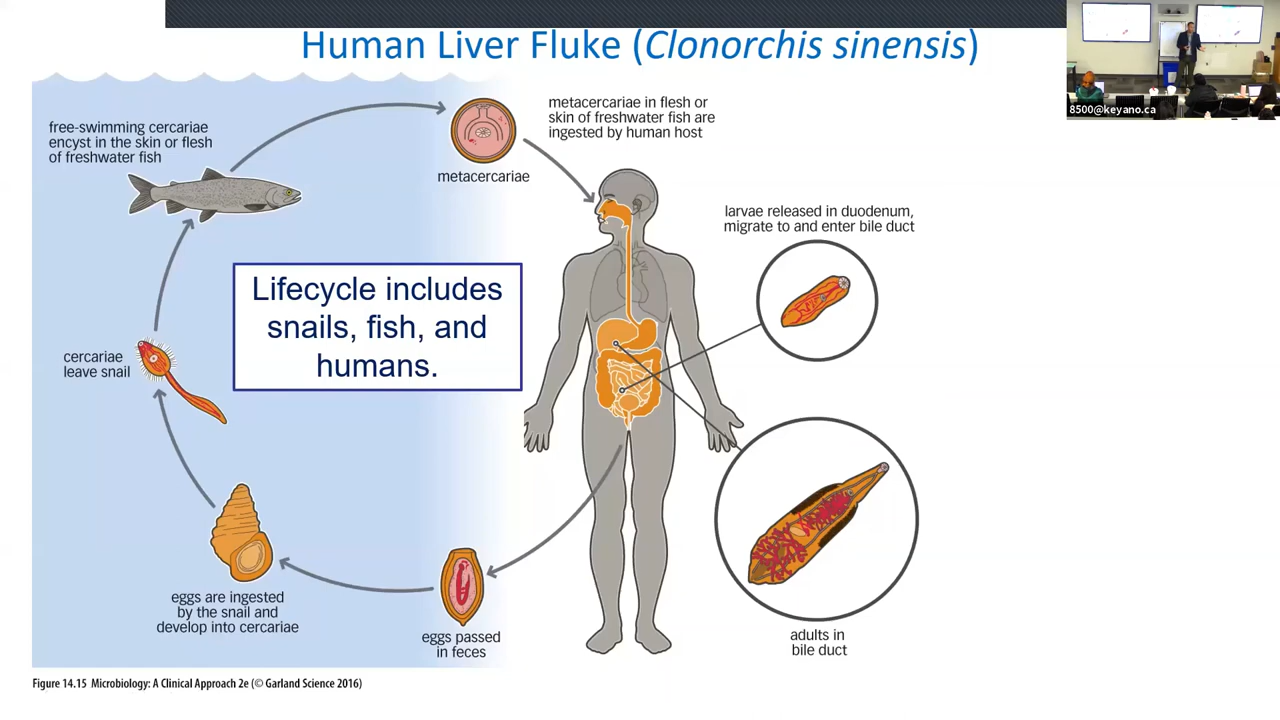 Human Liver Fluke (Clonorchis sinensis)
8500@keyano.ca
free-swimming cercariae
encyst in the skin or flesh
of freshwater fish
metacercariae
metacercariae in flesh or
skin of freshwater fish are
ingested by human host
larvae released in duodenum,
migrate to and enter bile duct
Lifecycle includes
snails, fish, and
humans.
cercariae
leave snail
eggs are ingested
by the snail and
develop into cercariae
eggs passed
in feces
adults in
bile duct
Figure 14.15 Microbiology: A Clinical Approach 2e (© Garland Science 2016)